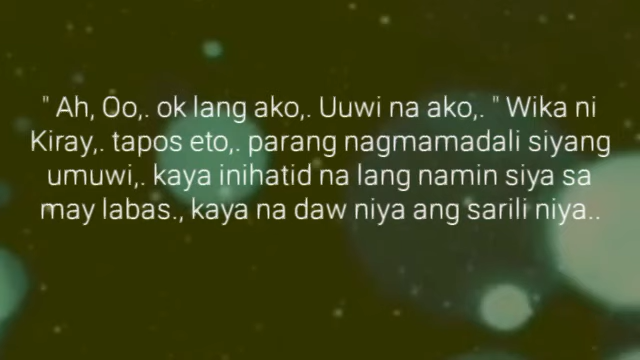 " Ah, Oo,. ok lang ako,. Uuwi na ako,. " Wika ni
Kiray,. tapos eto,. parang nagmamadali siyang
umuwi,. kaya inihatid na lang namin siya sa
may labas., kaya na daw niya ang sarili niya..